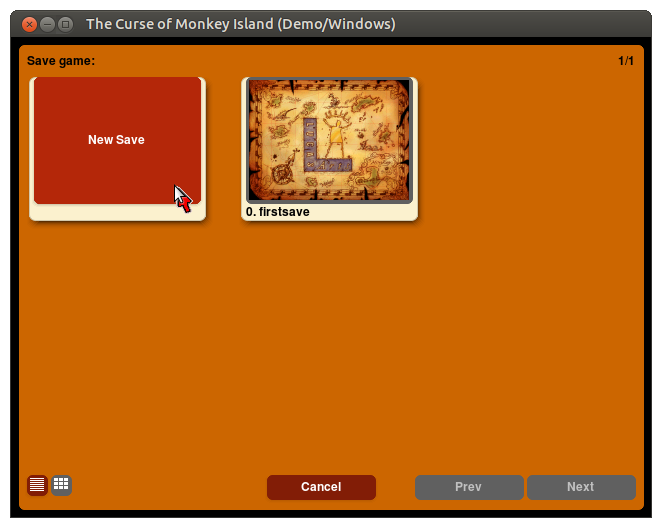 The Curse of Monkey Island (Demo/Windows)
Save game:
1/1
New Save
0. firstsave
Cancel
Prev
Next